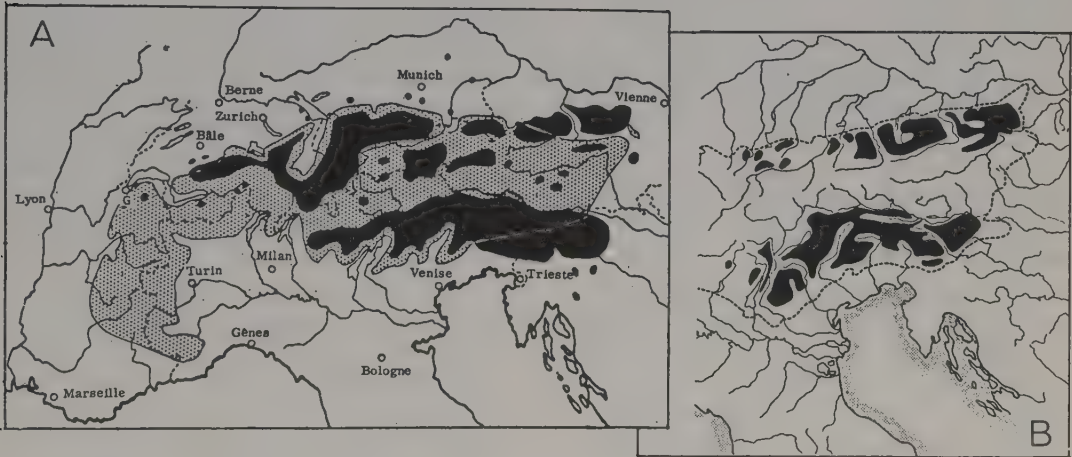 A
Munich
Berne
Vienne
Zurich
Bâle
Lyon
G
Milan
Turin
Venise
Trieste
Gênes
Bologne
Marseille
B